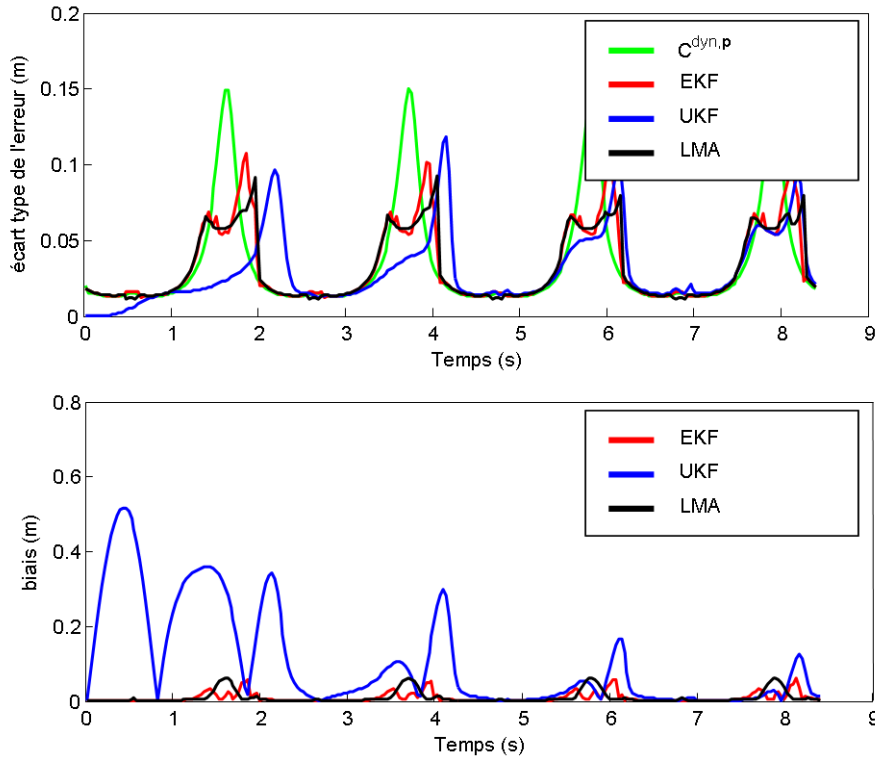 écart type de l'erreur (m)
0.2
0.15
0.1
0.05
0
C^dyn,p
EKF
UKF
LMA
0 1 2 3 4 5 6 7 8 9
Temps (s)
biais (m)
0.8
0.6
0.4
0.2
0
EKF
UKF
LMA
0 1 2 3 4 5 6 7 8 9
Temps (s)